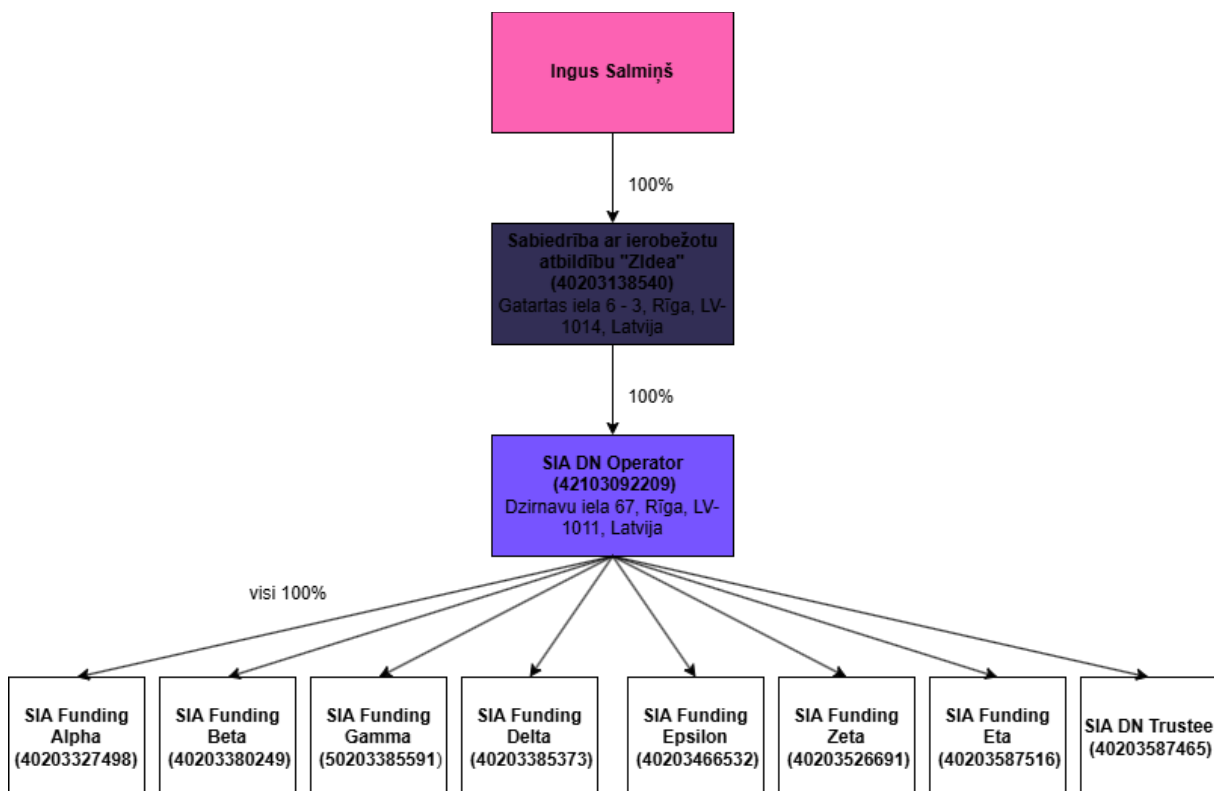 Ingus Salmiņš
100%
Sabiedrība ar ierobežotu
atbildību "ZIdea"
(40203138540)
Gatartas iela 6 - 3, Rīga, LV-
1014, Latvija
100%
SIA DN Operator
(42103092209)
Dzirnavu iela 67, Rīga, LV-
1011, Latvija
visi 100%
SIA Funding
Alpha
(40203327498)
SIA Funding
Beta
(40203380249)
SIA Funding
Gamma
(50203385591)
SIA Funding
Delta
(40203385373)
SIA Funding
Epsilon
(40203466532)
SIA Funding
Zeta
(40203526691)
SIA Funding
Eta
(40203587516)
SIA DN Trustee
(40203587465)